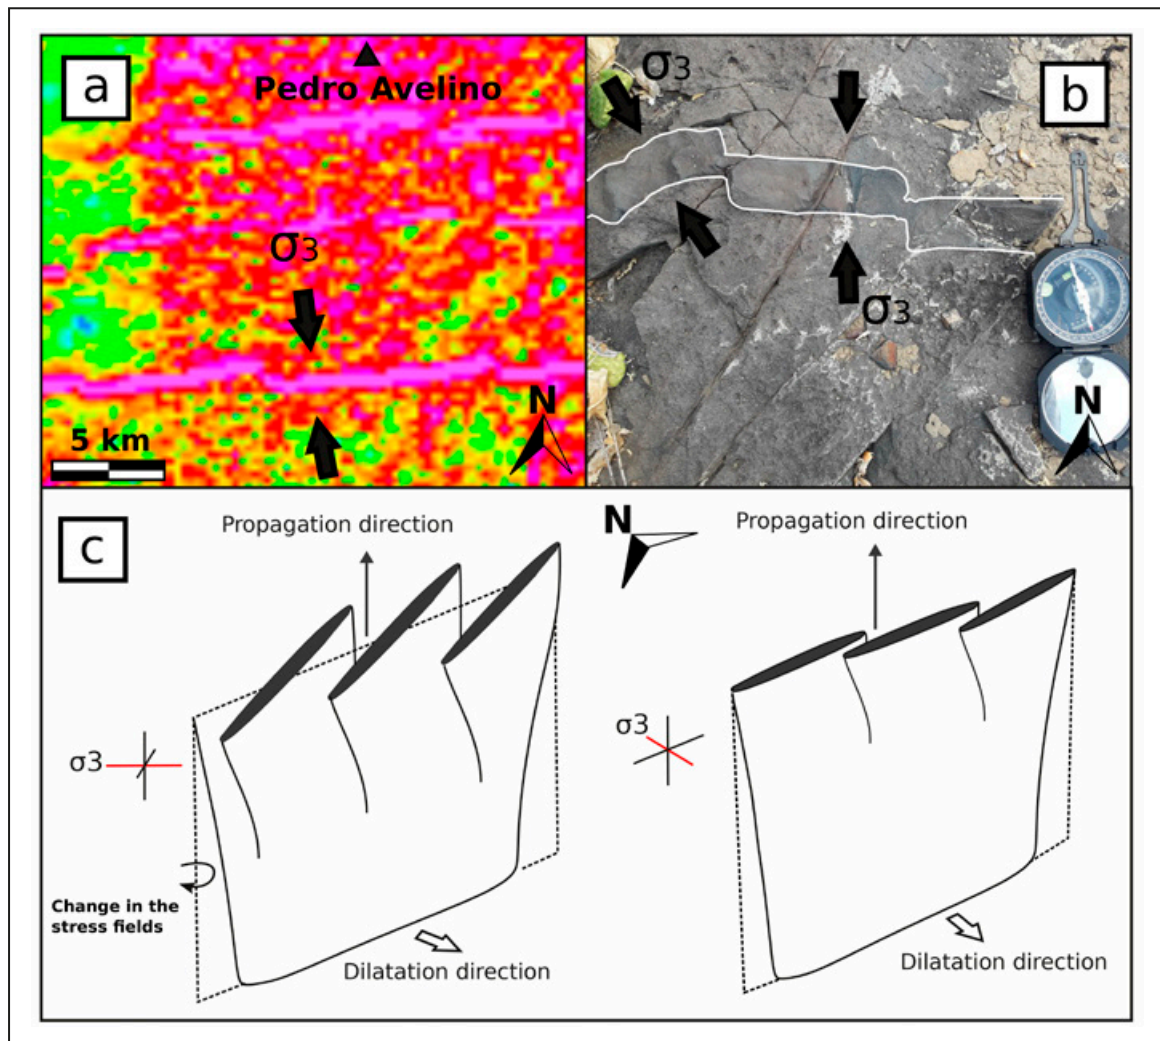 a
Pedro Avelino
σ3
N
5 km
b
σ3
σ3
N
c
Propagation direction
σ3
Change in the
stress fields
Dilatation direction
N
Propagation direction
σ3
Dilatation direction